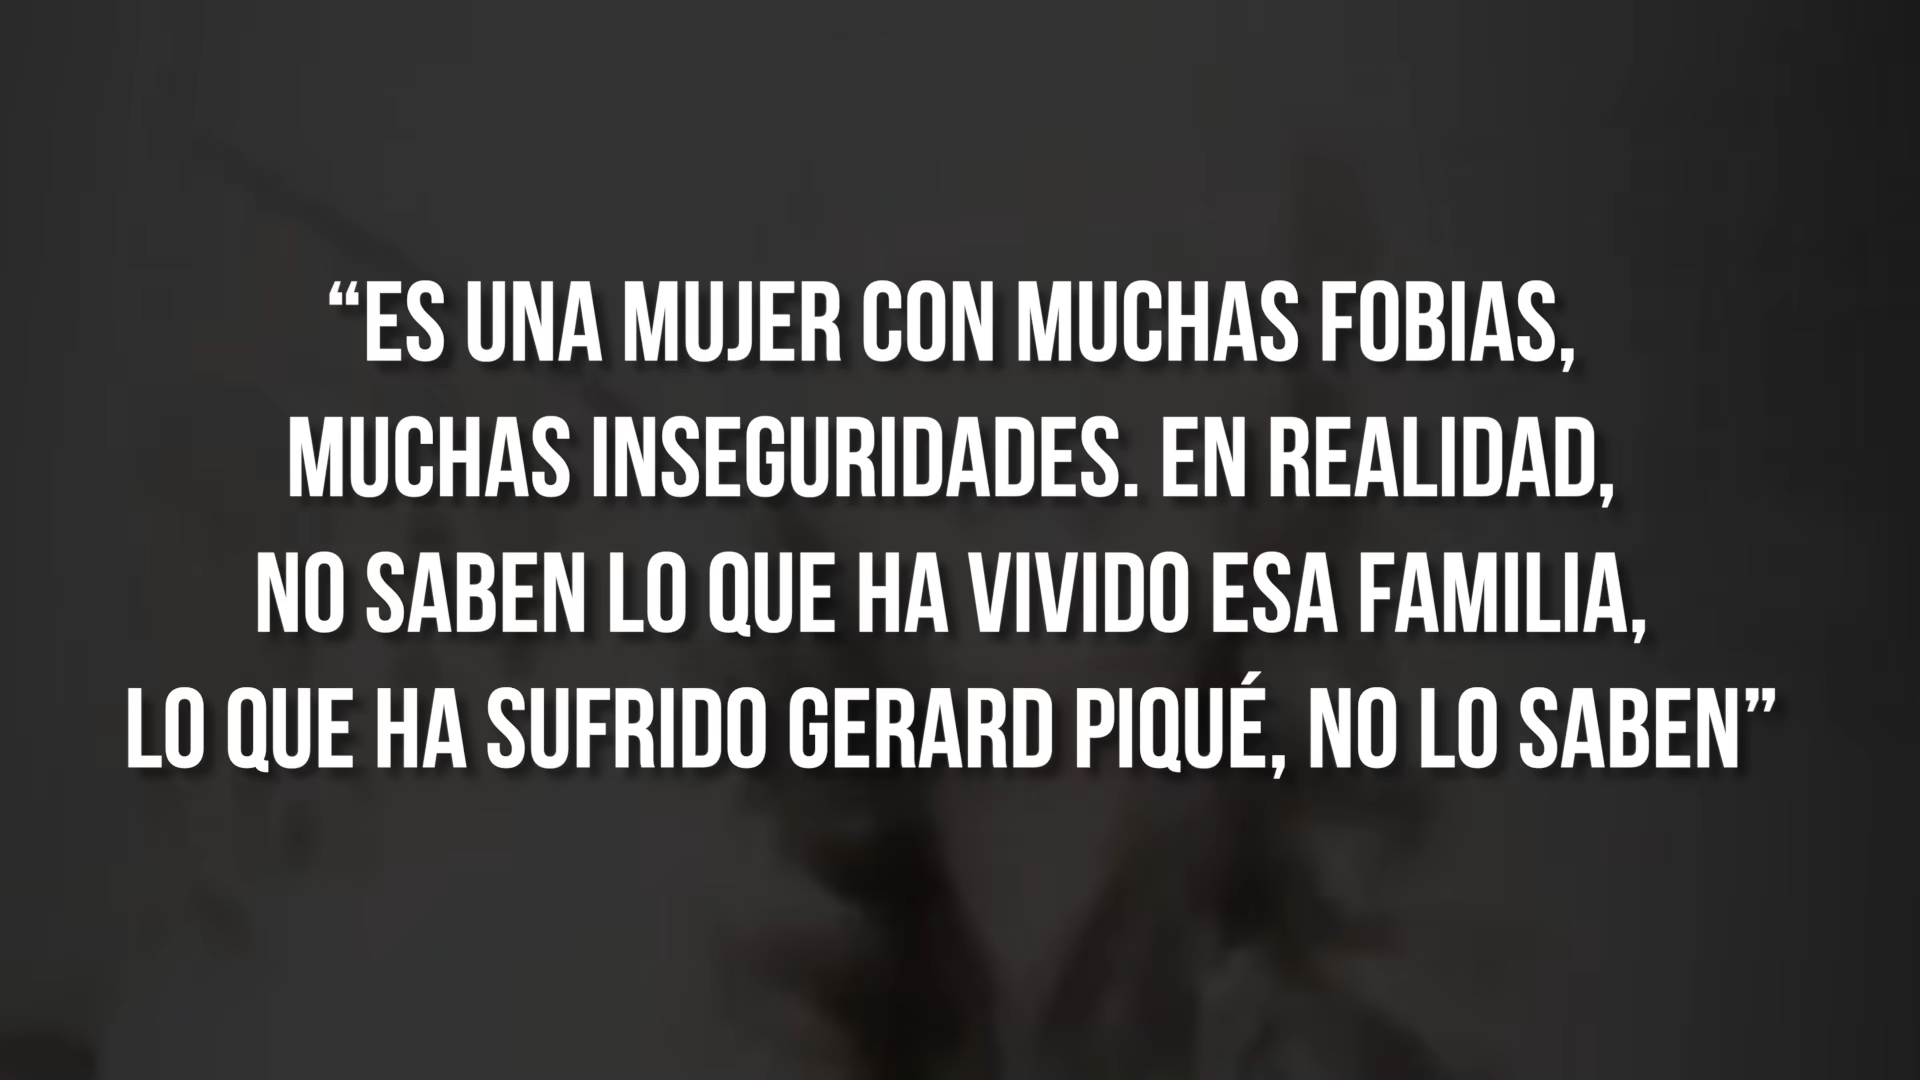 “ES UNA MUJER CON MUCHAS FOBIAS,
MUCHAS INSEGURIDADES. EN REALIDAD,
NO SABEN LO QUE HA VIVIDO ESA FAMILIA,
LO QUE HA SUFRIDO GERARD PIQUÉ, NO LO SABEN”